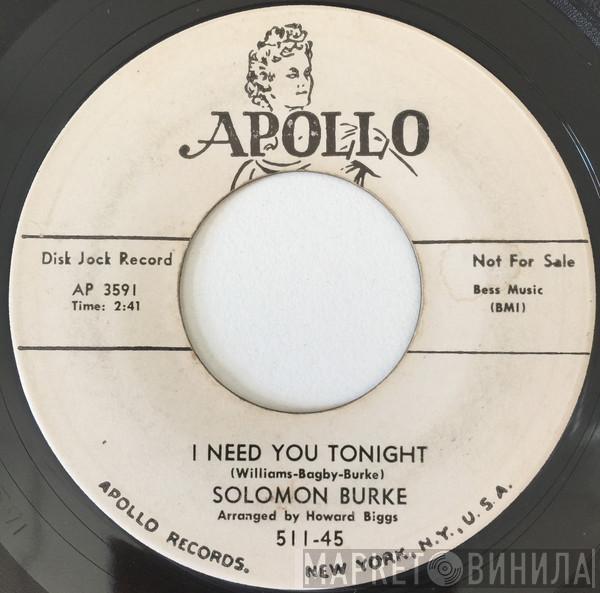 APOLLO
Disk Jock Record
AP 3591
Time: 2:41
Not For Sale
Bess Music
(BMI)
I NEED YOU TONIGHT
(Williams-Bagby-Burke)
SOLOMON BURKE
Arranged by Howard Biggs
511-45
APOLLO RECORDS. NEW YORK., N.Y., U.S.A.
МАРКЕТ ВИНИЛА